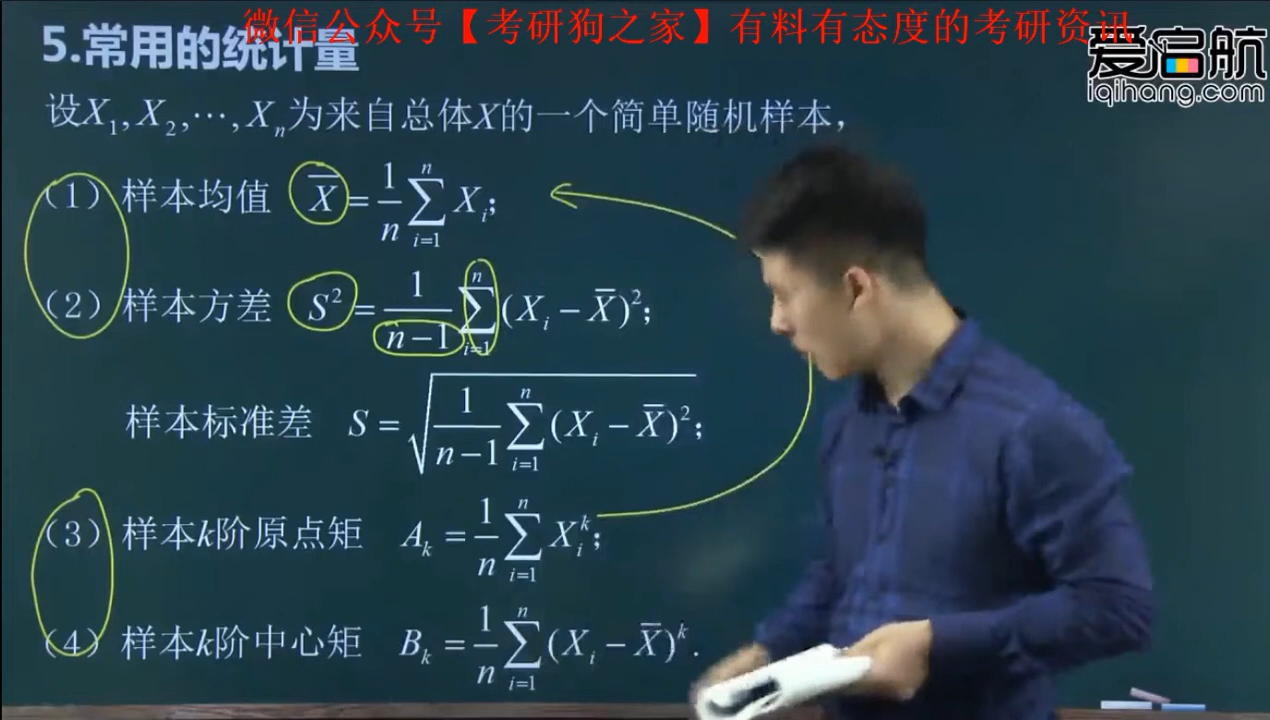 微信公众号【考研狗之家】有料有态度的考研资讯
5.常用的统计量
爱启航
iqihang.com
设X₁,X₂,⋯,Xₙ为来自总体X的一个简单随机样本,
(1) 样本均值 X̅ = 1/n ∑ᵢ₌₁ⁿ Xᵢ;
(2) 样本方差 S² = 1/(n−1) ∑ᵢ₌₁ⁿ (Xᵢ − X̅)²;
样本标准差 S = √(1/(n−1) ∑ᵢ₌₁ⁿ (Xᵢ − X̅)²);
(3) 样本k阶原点矩 Aₖ = 1/n ∑ᵢ₌₁ⁿ Xᵢᵏ;
(4) 样本k阶中心矩 Bₖ = 1/n ∑ᵢ₌₁ⁿ (Xᵢ − X̅)ᵏ.